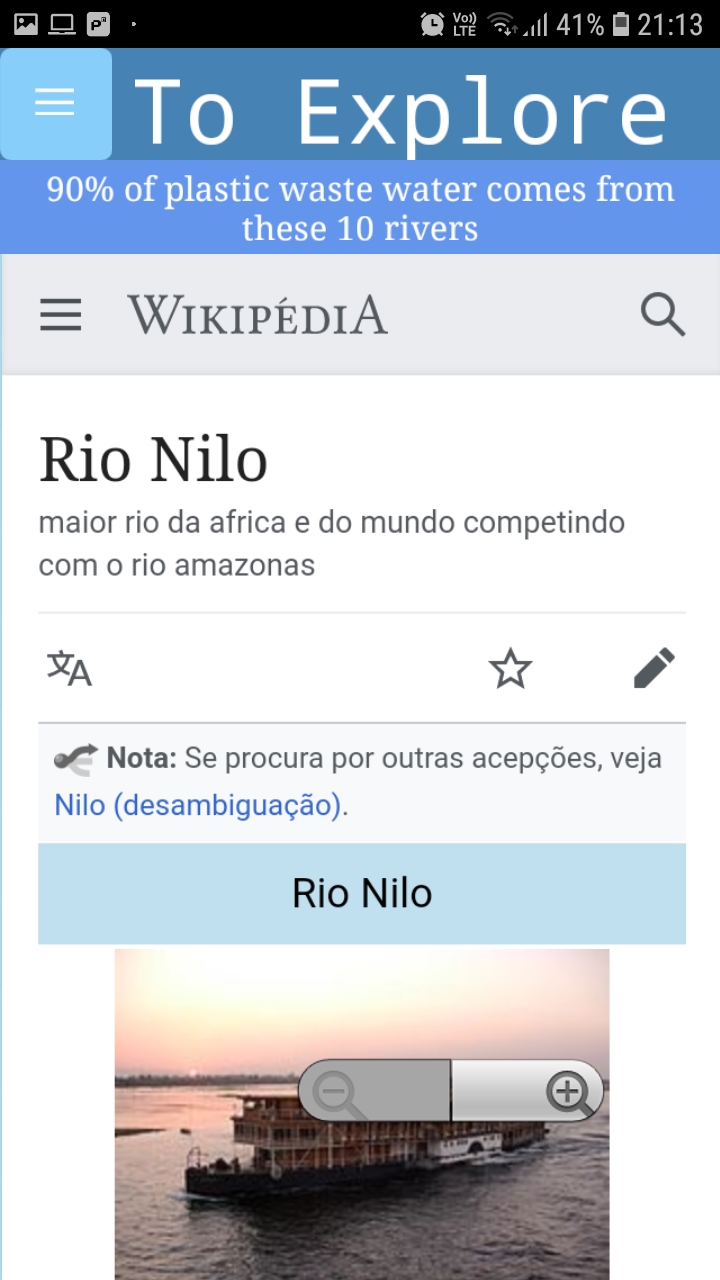 Vo))
LTE
41%
21:13
To Explore
90% of plastic waste water comes from
these 10 rivers
WIKIPÉDIA
Rio Nilo
maior rio da africa e do mundo competindo
com o rio amazonas
Nota: Se procura por outras acepções, veja
Nilo (desambiguação).
Rio Nilo